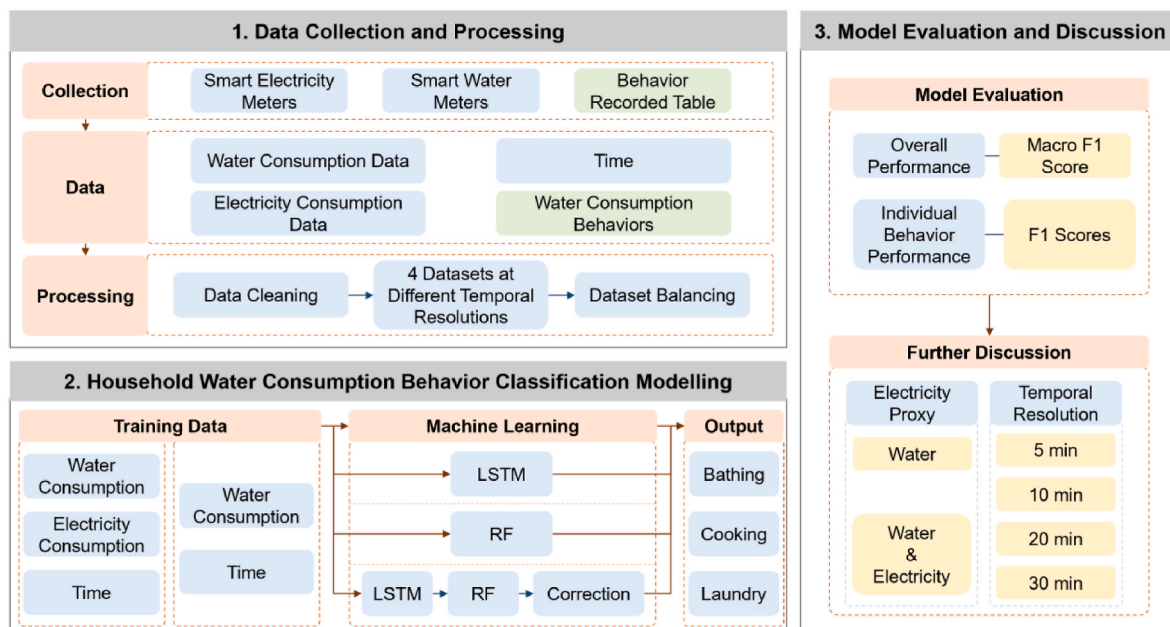 1. Data Collection and Processing
Collection
Smart Electricity
Meters
Smart Water
Meters
Behavior
Recorded Table
Data
Water Consumption Data
Time
Electricity Consumption
Data
Water Consumption
Behaviors
Processing
Data Cleaning
4 Datasets at
Different Temporal
Resolutions
Dataset Balancing
2. Household Water Consumption Behavior Classification Modelling
Training Data
Water
Consumption
Electricity
Consumption
Time
Water
Consumption
Time
Machine Learning
LSTM
RF
LSTM
RF
Correction
Output
Bathing
Cooking
Laundry
3. Model Evaluation and Discussion
Model Evaluation
Overall
Performance
Macro F1
Score
Individual
Behavior
Performance
F1 Scores
Further Discussion
Electricity
Proxy
Water
Water
&
Electricity
Temporal
Resolution
5 min
10 min
20 min
30 min